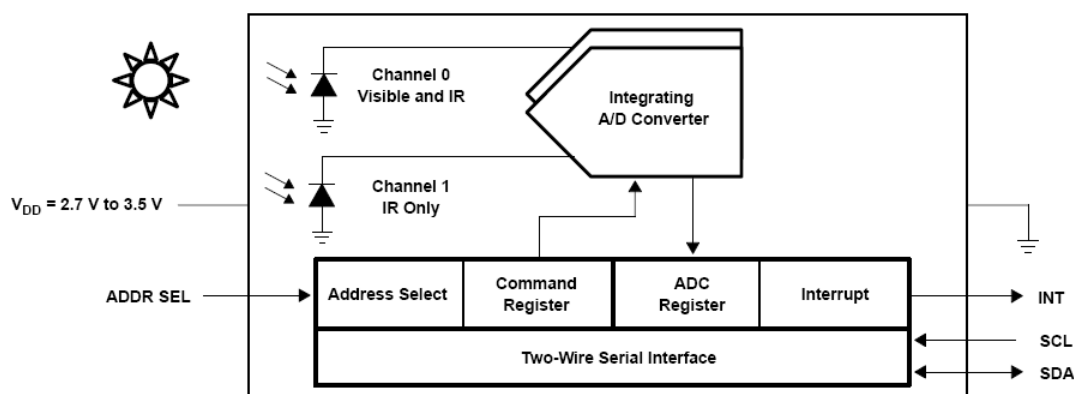 Channel 0
Visible and IR
Integrating
A/D Converter
Channel 1
IR Only
VDD = 2.7 V to 3.5 V
ADDR SEL
Address Select
Command
Register
ADC
Register
Interrupt
INT
Two-Wire Serial Interface
SCL
SDA